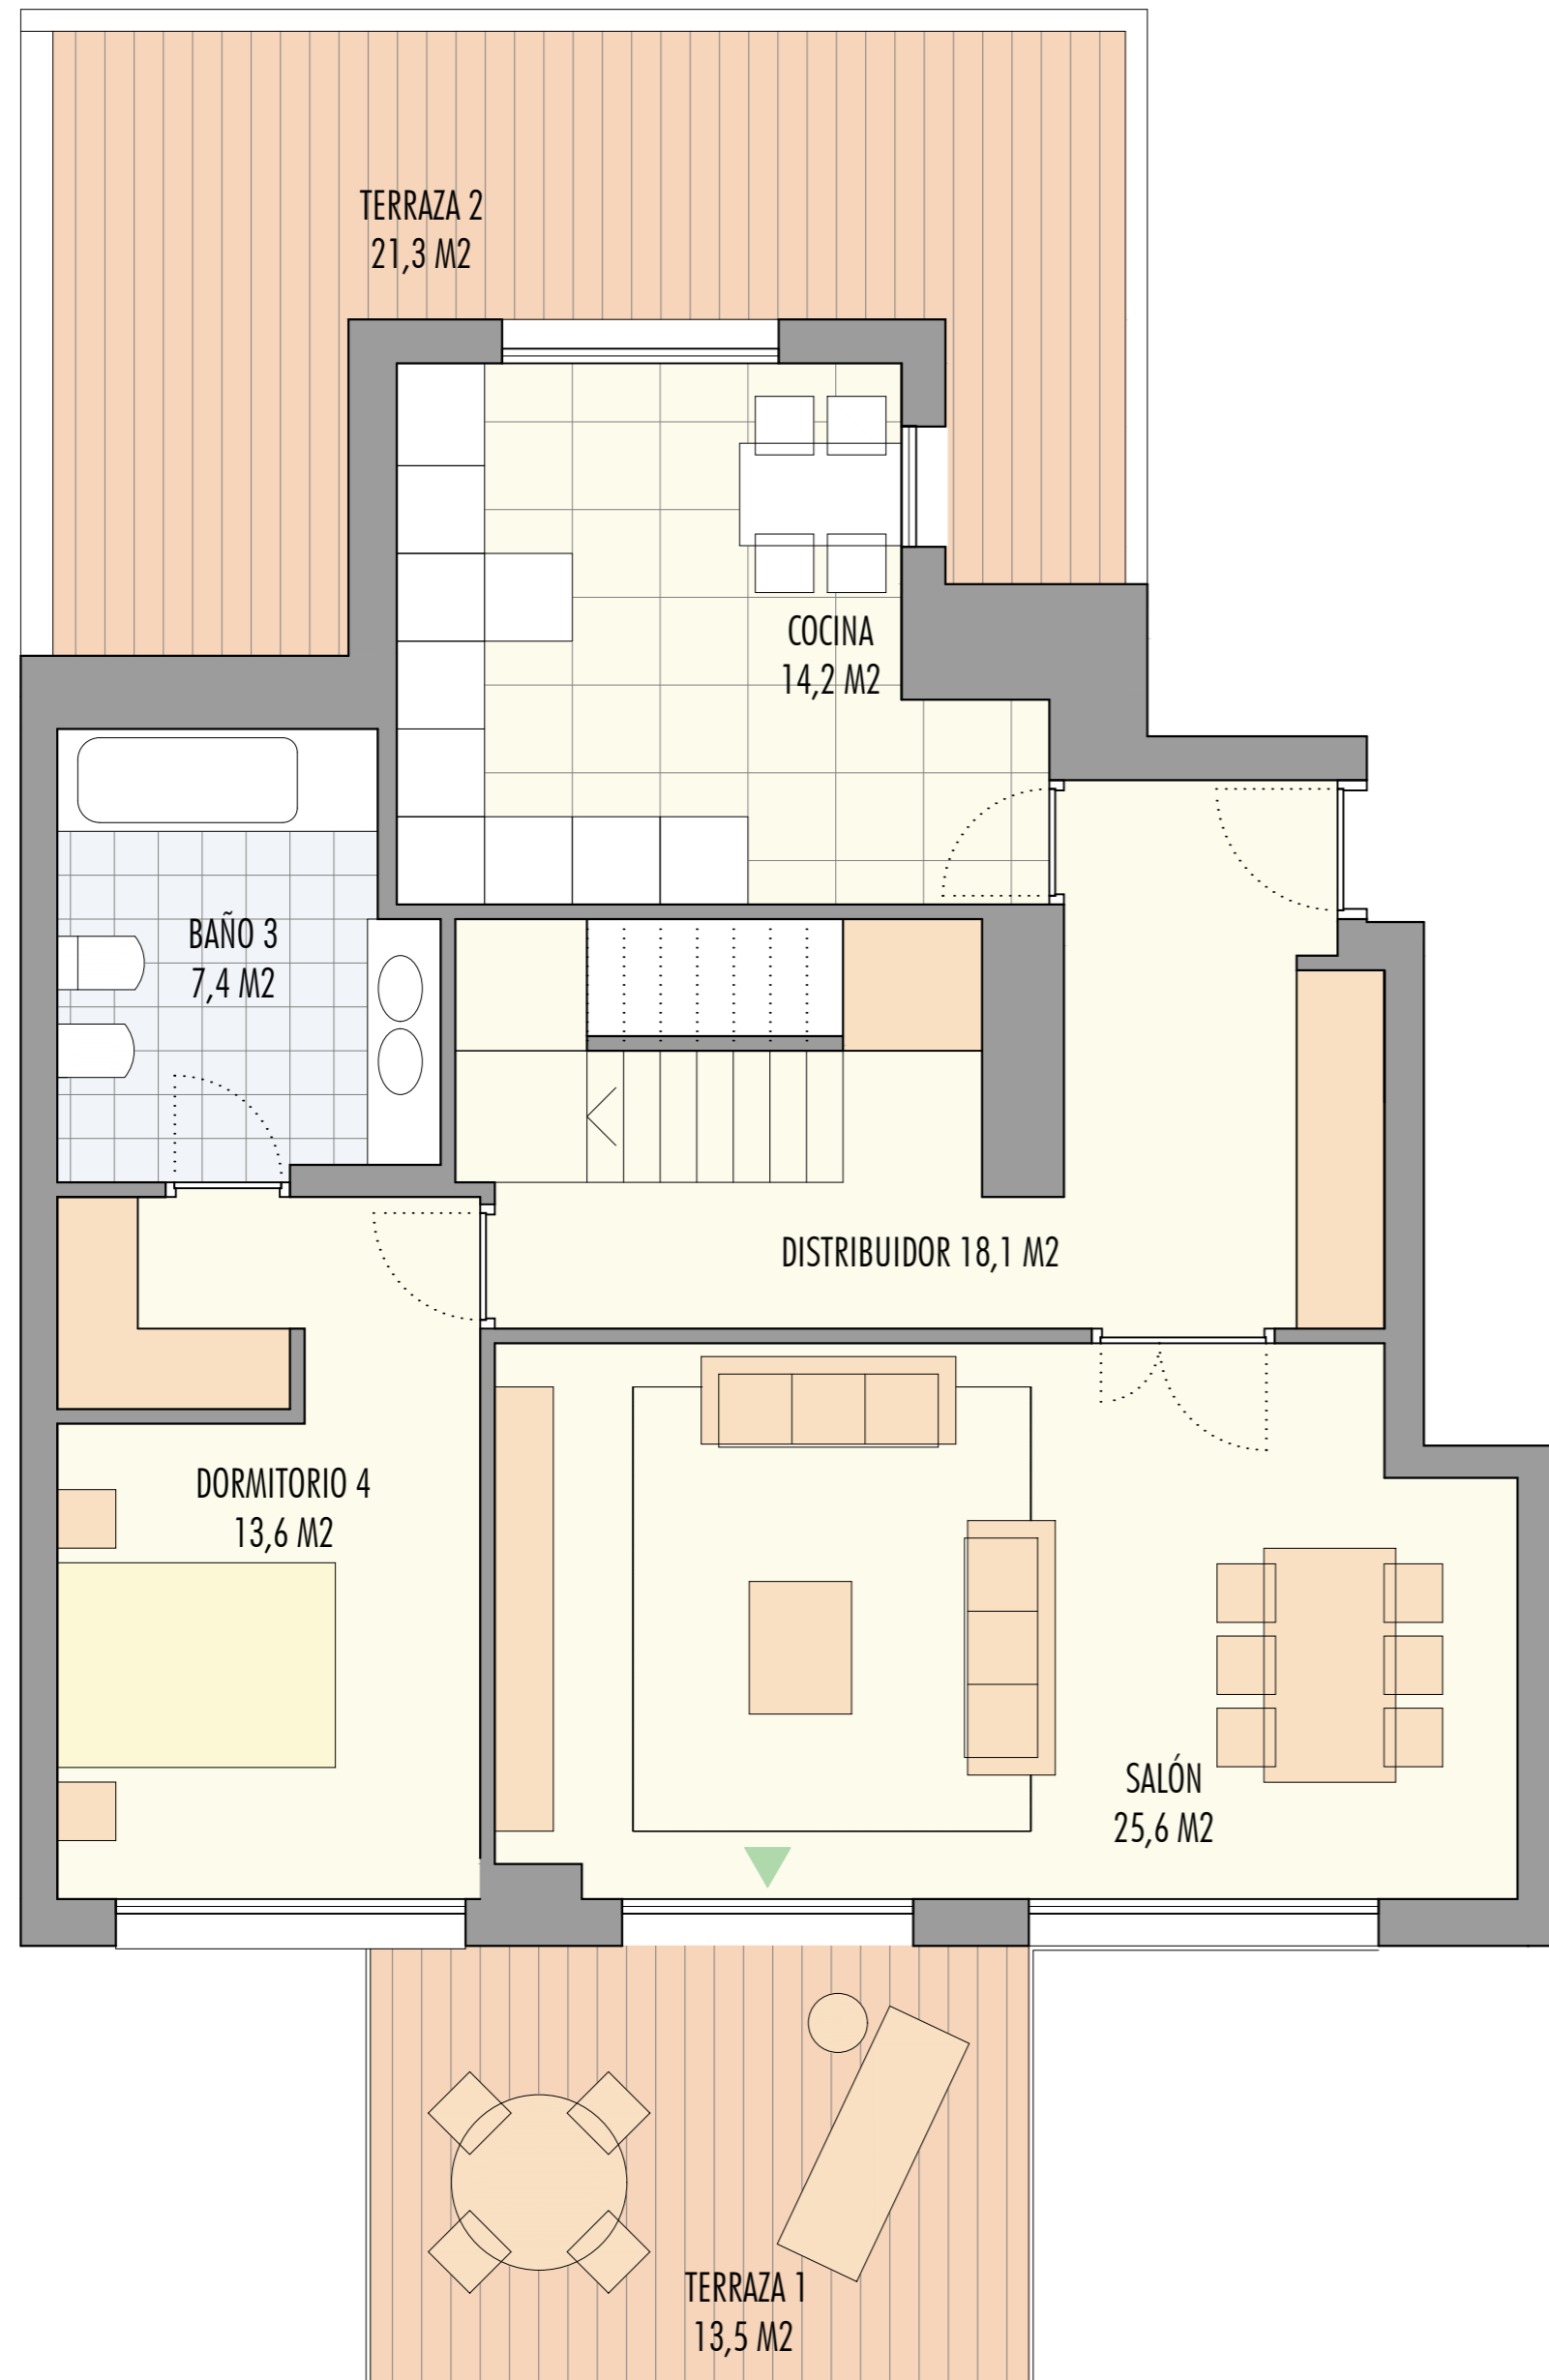 TERRAZA 2
21,3 M2
COCINA
14,2 M2
BAÑO 3
7,4 M2
DISTRIBUIDOR 18,1 M2
DORMITORIO 4
13,6 M2
SALÓN
25,6 M2
TERRAZA 1
13,5 M2